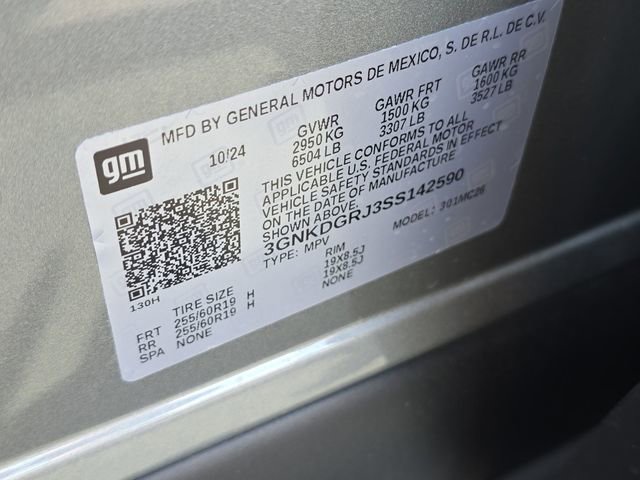 MFD BY GENERAL MOTORS DE MEXICO, S. DE R.L. DE C.V.
gm
10/24
GVWR
2950 KG
6504 LB
GAWR FRT
1500 KG
3307 LB
GAWR RR
1600 KG
3527 LB
THIS VEHICLE CONFORMS TO ALL
APPLICABLE U.S. FEDERAL MOTOR
VEHICLE SAFETY STANDARDS IN EFFECT
ON THE DATE OF MANUFACTURE
SHOWN ABOVE.
3GNKDGRJ3SS142590
TYPE: MPV
MODEL: 301MC26
130H
TIRE SIZE RIM
FRT 255/60R19 H 19X8.5J
RR 255/60R19 H 19X8.5J
SPA NONE NONE